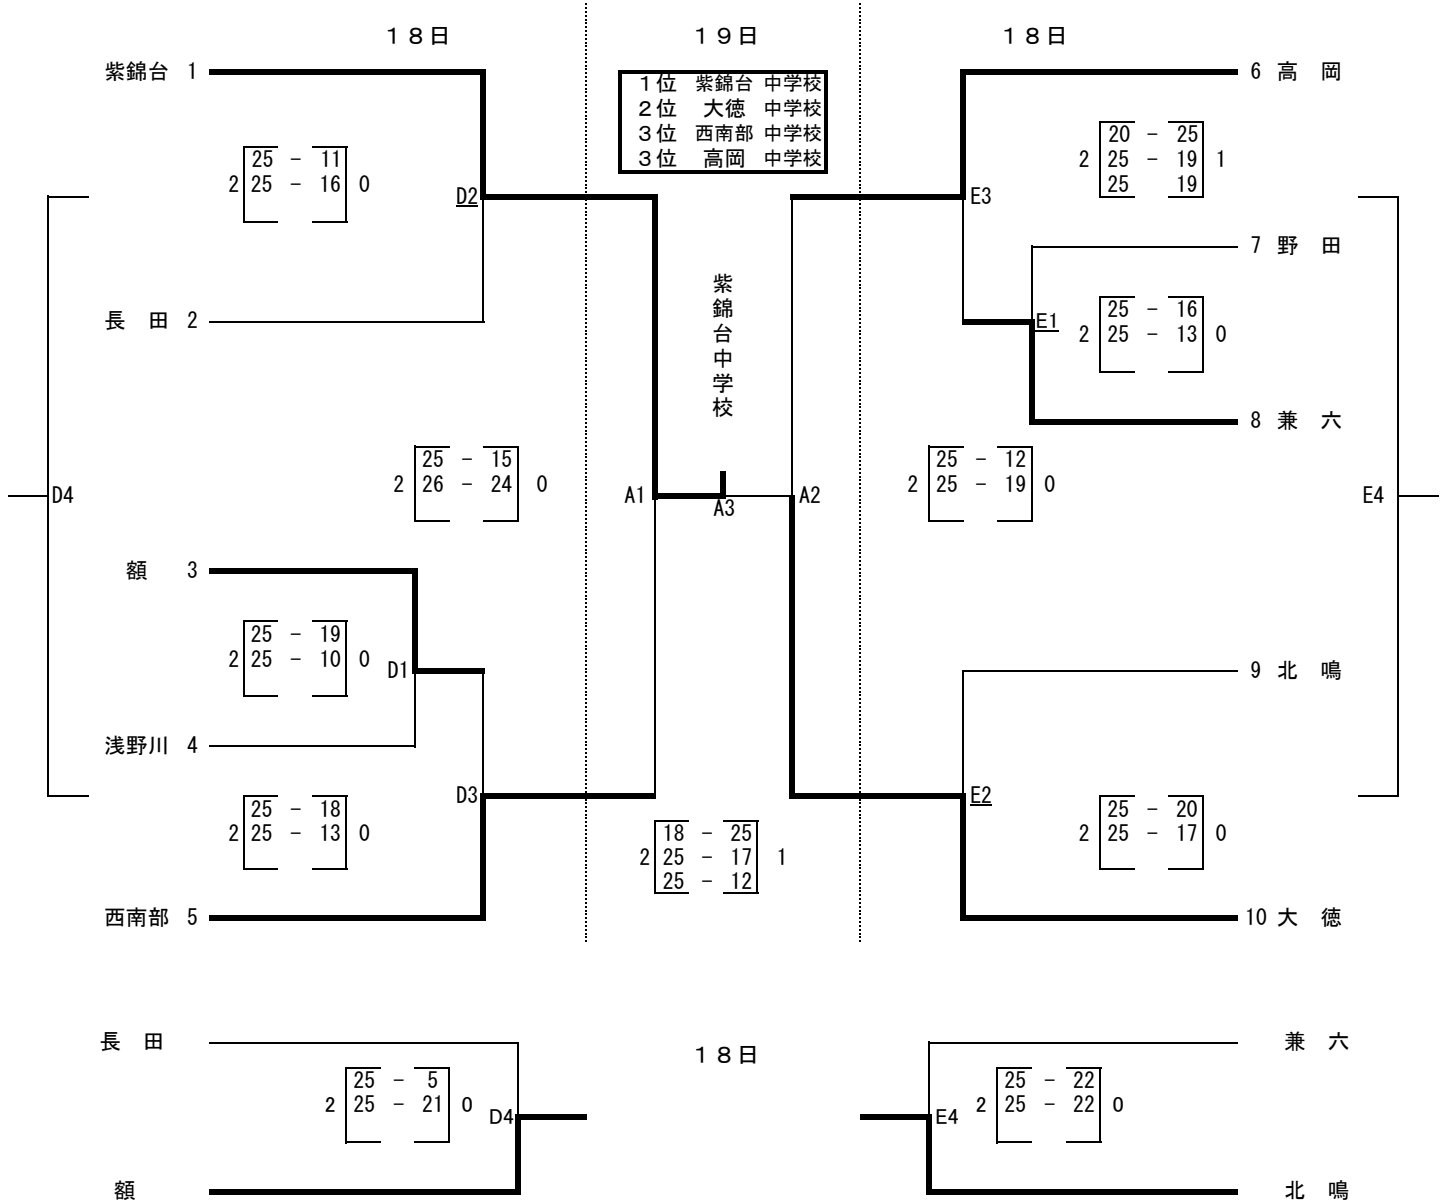 １８日　１９日　１８日
紫錦台 1
6 高　岡
１位　紫錦台 中学校
２位　大徳　中学校
３位　西南部 中学校
３位　高岡　中学校
25 － 11
2 25 － 16 0
20 － 25
2 25 － 19 1
25 19
D2
E3
7 野　田
紫錦台中学校
長　田 2
25 － 16
2 25 － 13 0
E1
8 兼　六
25 － 15
2 26 － 24 0
25 － 12
2 25 － 19 0
D4
A1
A3
A2
E4
額 3
25 － 19
2 25 － 10 0
D1
9 北　鳴
浅野川 4
D3
E2
25 － 18
2 25 － 13 0
18 － 25
2 25 － 17 1
25 － 12
25 － 20
2 25 － 17 0
西南部 5
10 大　徳
長　田
１８日
兼　六
25 － 5
2 25 － 21 0
D4
25 － 22
2 25 － 22 0
E4
額
北　鳴